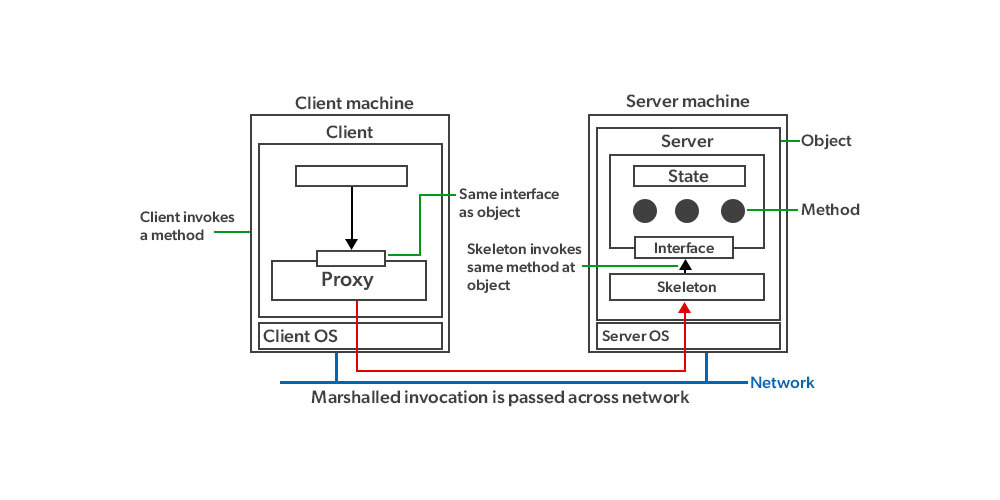 Client machine
Server machine
Client
Server
Object
State
Client invokes
a method
Same interface
as object
Method
Skeleton invokes
same method at
object
Interface
Proxy
Skeleton
Client OS
Server OS
Network
Marshalled invocation is passed across network